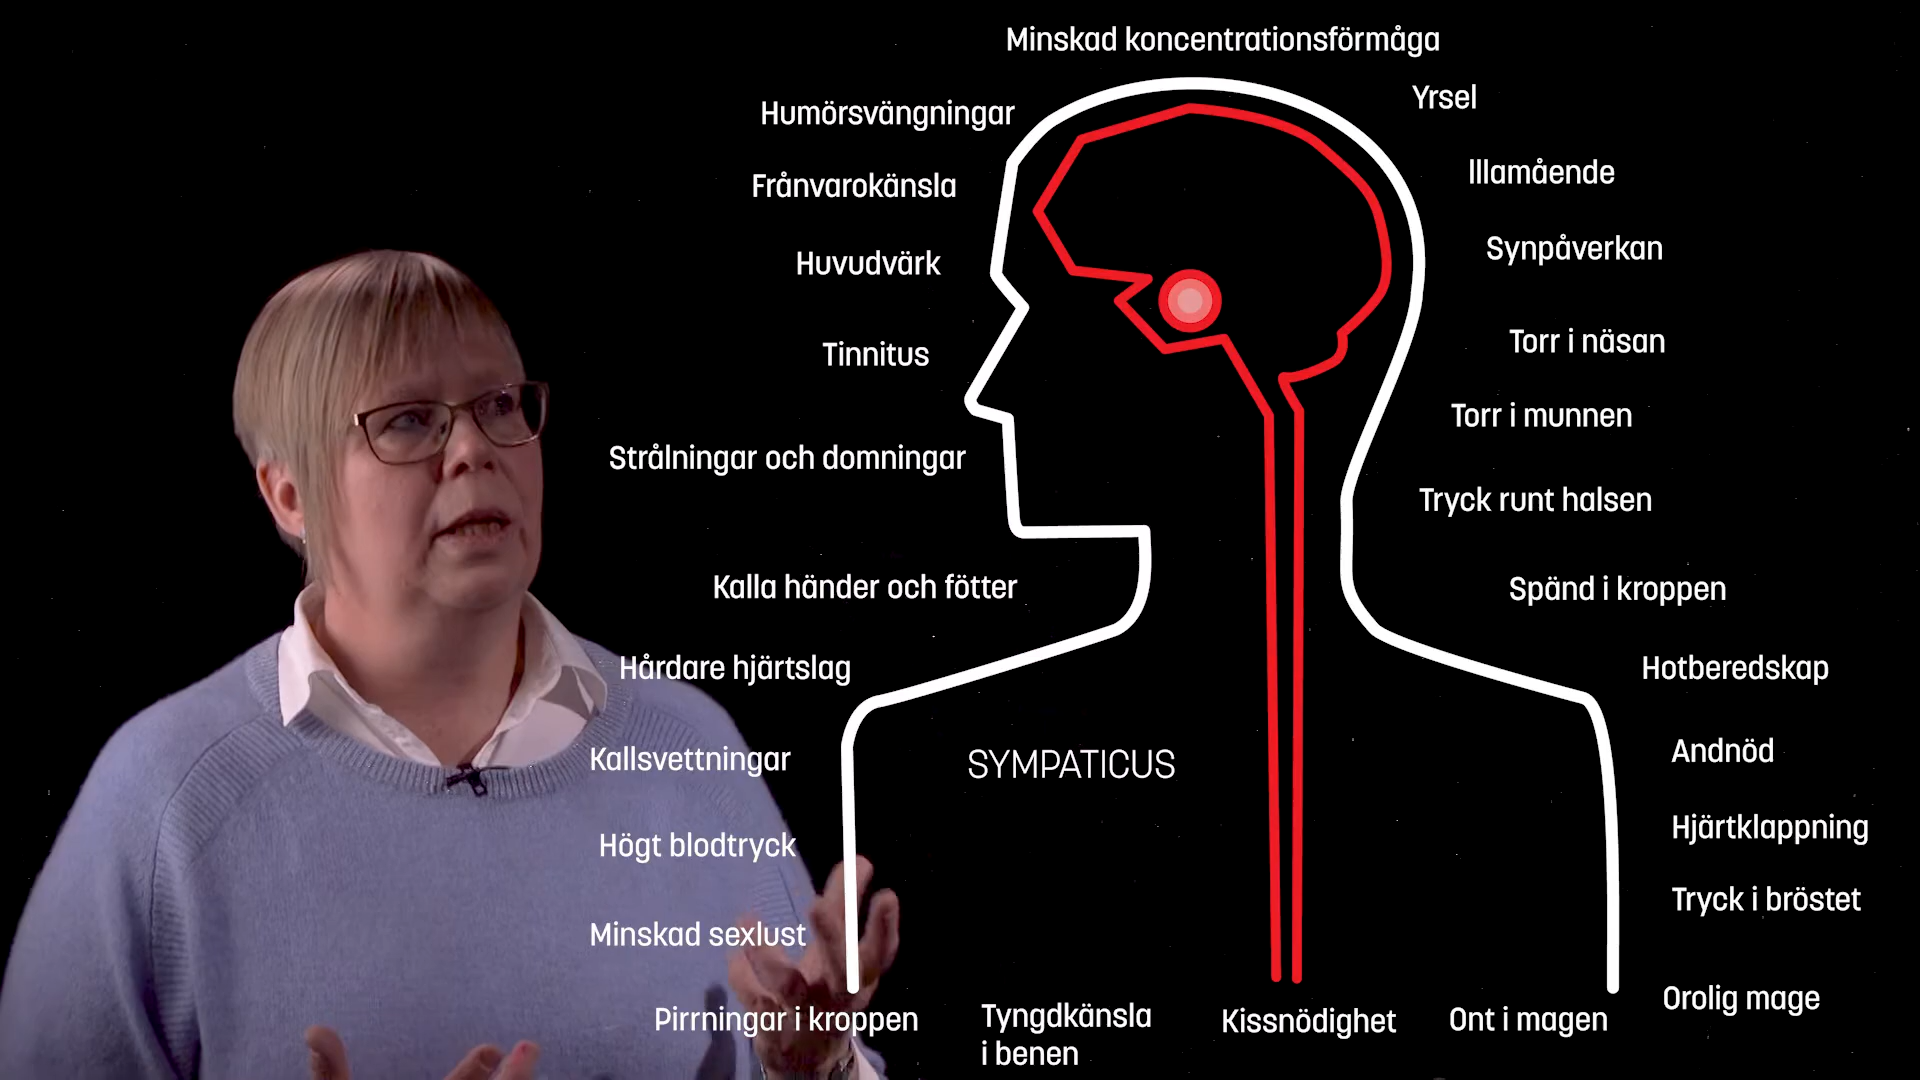 Minskad koncentrationsförmåga
Humörsvängningar
Yrsel
Frånvarokänsla
Illamående
Huvudvärk
Synpåverkan
Tinnitus
Torr i näsan
Strålningar och domningar
Torr i munnen
Tryck runt halsen
Kalla händer och fötter
Spänd i kroppen
Hårdare hjärtslag
Hotberedskap
Kallsvettningar
SYMPATICUS
Andnöd
Högt blodtryck
Hjärtklappning
Minskad sexlust
Tryck i bröstet
Pirrningar i kroppen
Tyngdkänsla
i benen
Kissnödighet
Ont i magen
Orolig mage